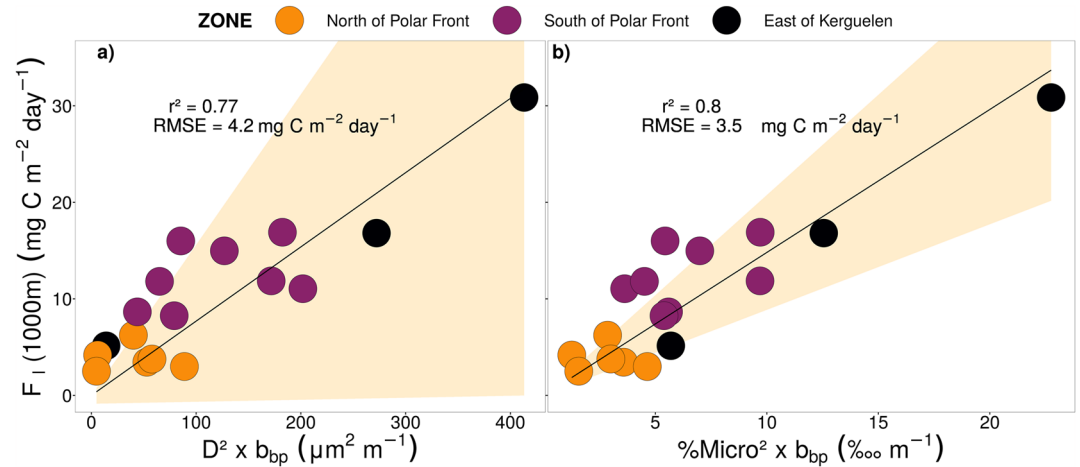 ZONE North of Polar Front South of Polar Front East of Kerguelen
a)
r² = 0.77
RMSE = 4.2 mg C m⁻² day⁻¹
b)
r² = 0.8
RMSE = 3.5 mg C m⁻² day⁻¹
F I (1000m) (mg C m⁻² day⁻¹)
30
20
10
0
0 100 200 300 400
5 10 15 20
D² x b_bp (µm² m⁻¹)
%Micro² x b_bp (‱ m⁻¹)